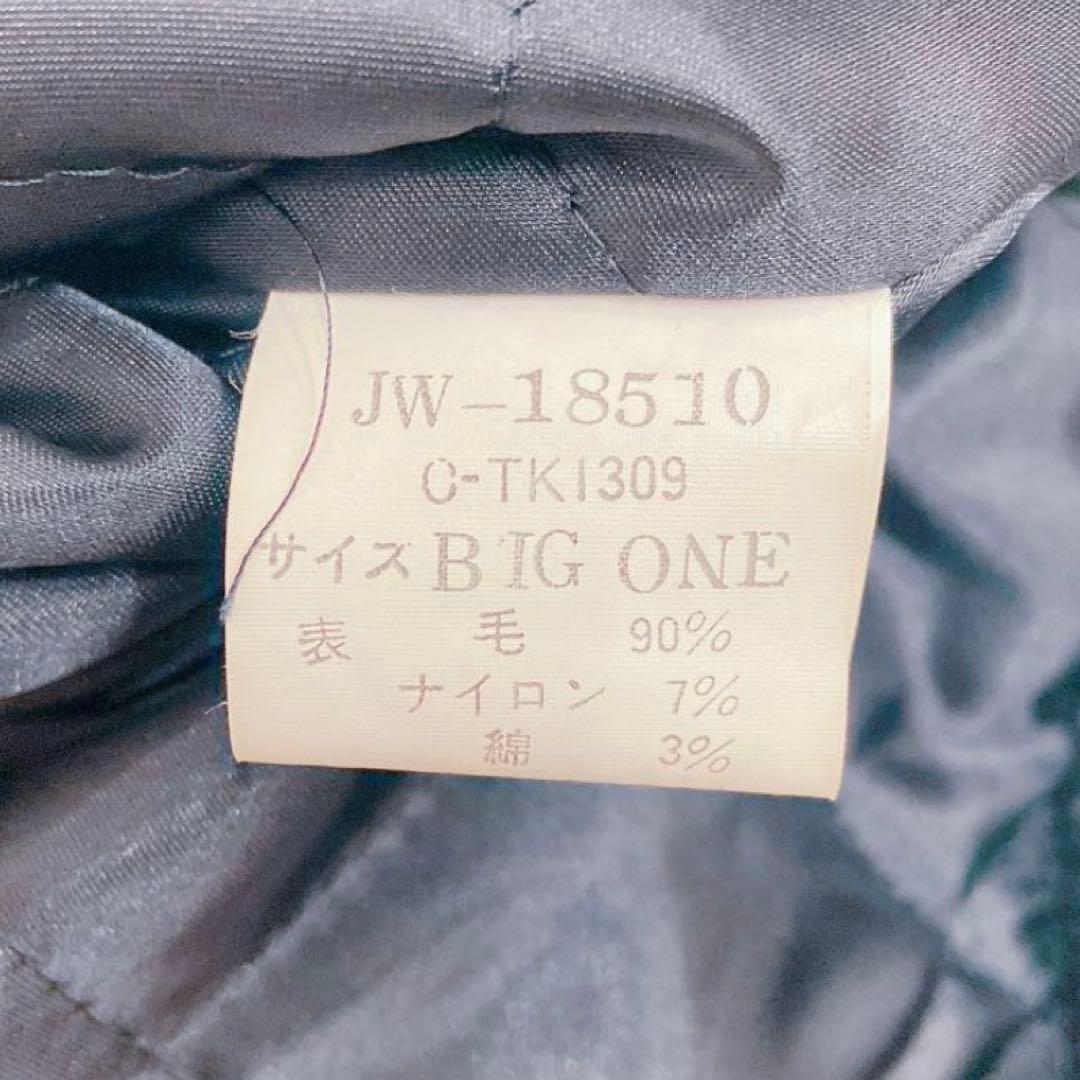 JW-18510
C-TK1309
サイズ BIG ONE
表 毛 90%
ナイロン 7%
綿 3%